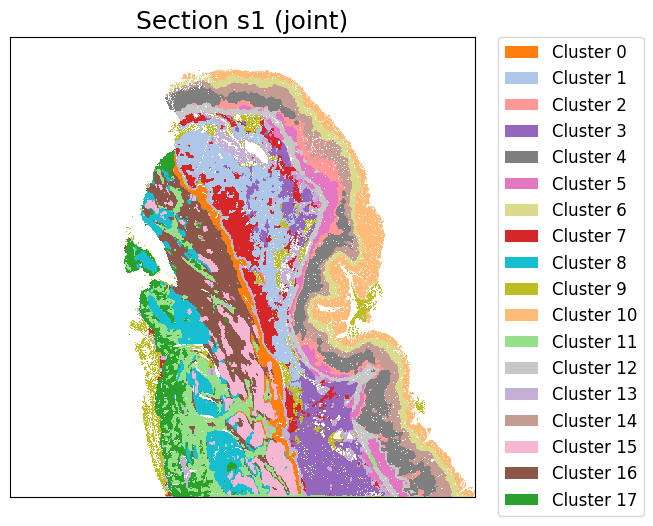 Section s1 (joint)
Cluster 0
Cluster 1
Cluster 2
Cluster 3
Cluster 4
Cluster 5
Cluster 6
Cluster 7
Cluster 8
Cluster 9
Cluster 10
Cluster 11
Cluster 12
Cluster 13
Cluster 14
Cluster 15
Cluster 16
Cluster 17